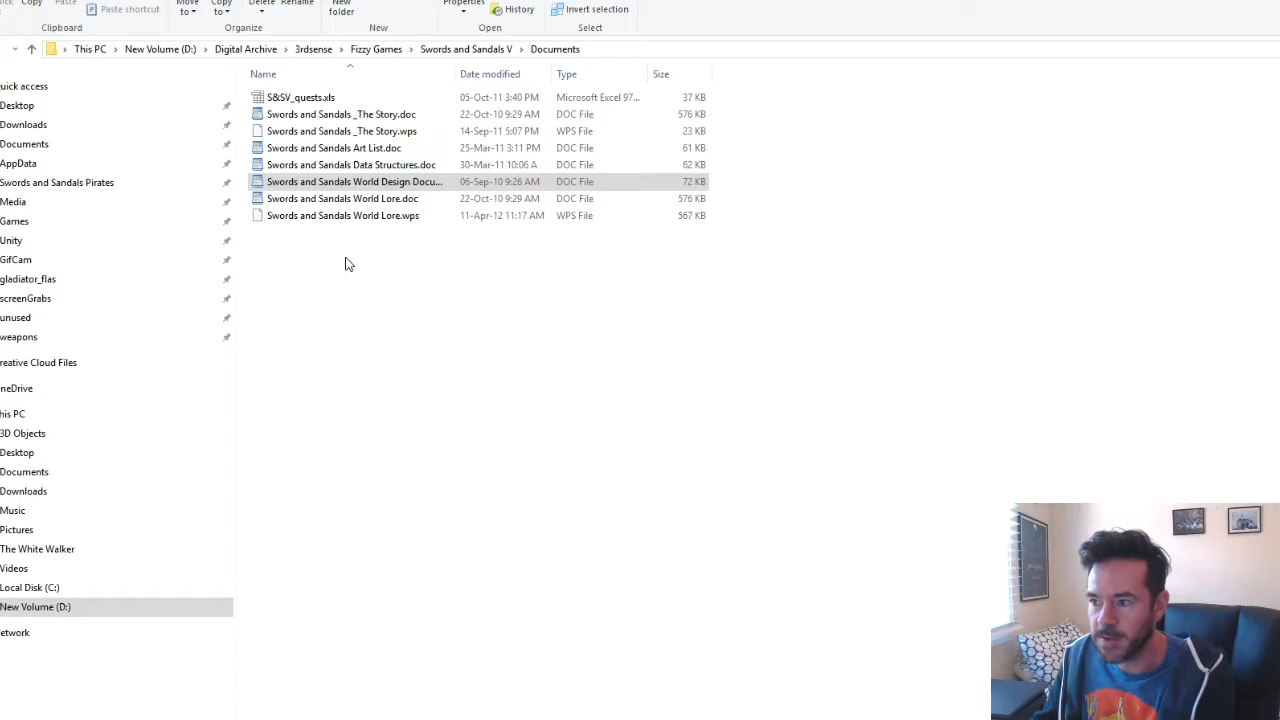 Copy
Paste
Move
Copy
Delete
Rename
New
Properties
Paste shortcut
to
to
folder
History
Invert selection
Clipboard
Organize
New
Open
Select
This PC
New Volume (D:)
Digital Archive
3rdsense
Fizzy Games
Swords and Sandals V
Documents
uick access
Desktop
Downloads
Documents
AppData
Swords and Sandals Pirates
Media
Games
Unity
GifCam
gladiator_flas
screenGrabs
unused
weapons
reative Cloud Files
neDrive
his PC
3D Objects
Desktop
Documents
Downloads
Music
Pictures
The White Walker
Videos
Local Disk (C:)
New Volume (D:)
etwork
Name Date modified Type Size
S&SV_quests.xls 05-Oct-11 3:40 PM Microsoft Excel 97... 37 KB
Swords and Sandals _The Story.doc 22-Oct-10 9:29 AM DOC File 576 KB
Swords and Sandals _The Story.wps 14-Sep-11 5:07 PM WPS File 23 KB
Swords and Sandals Art List.doc 25-Mar-11 3:11 PM DOC File 61 KB
Swords and Sandals Data Structures.doc 30-Mar-11 10:06 A DOC File 62 KB
Swords and Sandals World Design Docu... 06-Sep-10 9:26 AM DOC File 72 KB
Swords and Sandals World Lore.doc 22-Oct-10 9:29 AM DOC File 576 KB
Swords and Sandals World Lore.wps 11-Apr-12 11:17 AM WPS File 567 KB